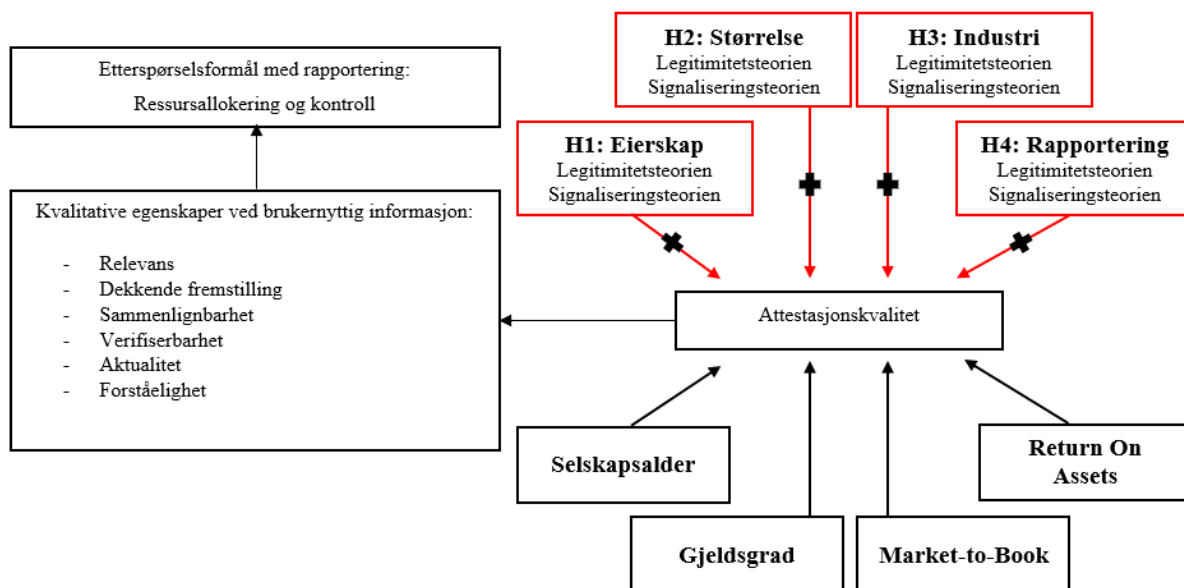 Etterspørselsformål med rapportering:
Ressursallokering og kontroll
Kvalitative egenskaper ved brukernyttig informasjon:
- Relevans
- Dekkende fremstilling
- Sammenlignbarhet
- Verifiserbarhet
- Aktualitet
- Forståelighet
H1: Eierskap
Legitimitetsteorien
Signaliseringsteorien
H2: Størrelse
Legitimitetsteorien
Signaliseringsteorien
H3: Industri
Legitimitetsteorien
Signaliseringsteorien
H4: Rapportering
Legitimitetsteorien
Signaliseringsteorien
Attestasjonskvalitet
Selskapsalder
Gjeldsgrad
Market-to-Book
Return On
Assets